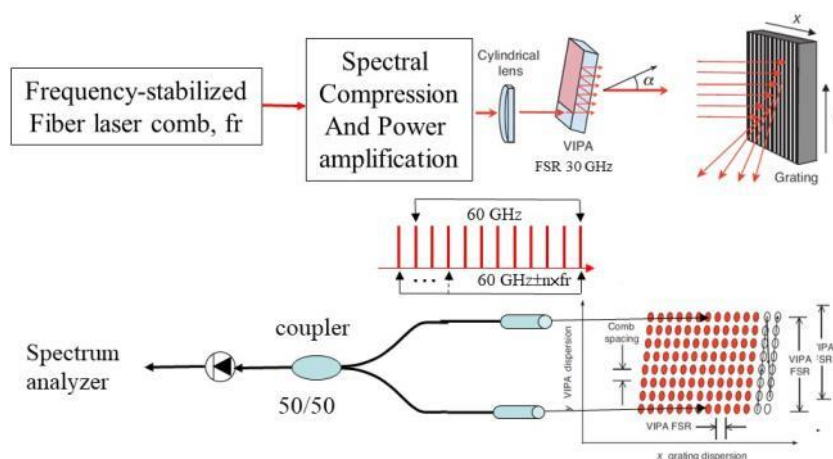 Frequency-stabilized
Fiber laser comb, fr
Spectral
Compression
And Power
amplification
Cylindrical
lens
VIPA
FSR 30 GHz
α
x
Grating
60 GHz
...
60 GHz±n×fr
coupler
50/50
Spectrum
analyzer
Comb
spacing
y VIPA dispersion
VIPA FSR
x grating dispersion
VIPA
FSR
VIPA
FSR